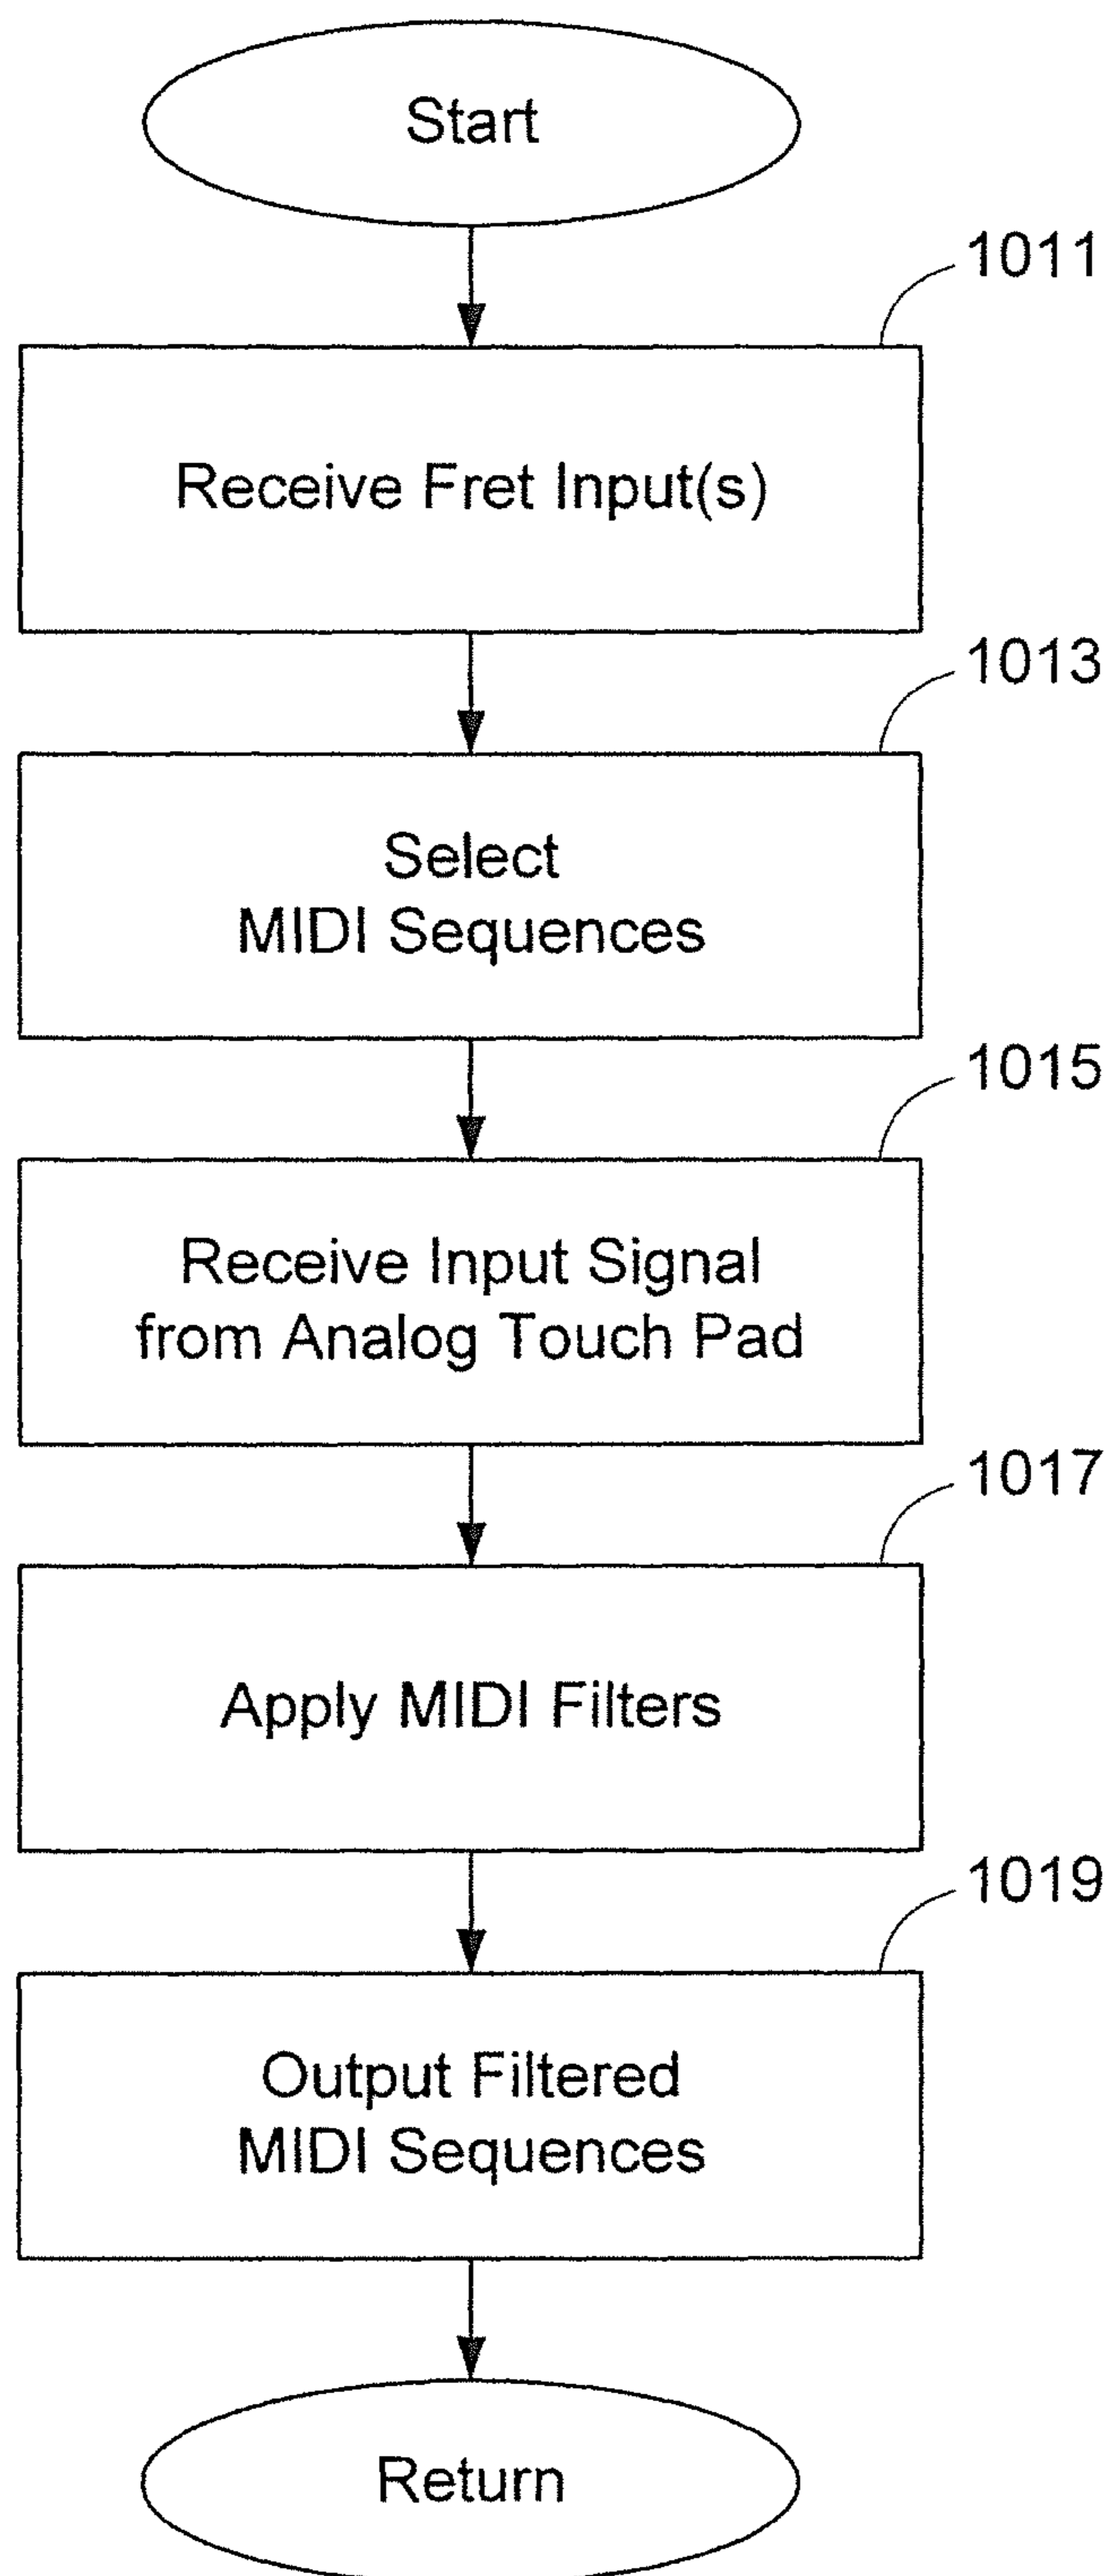 Start
1011
Receive Fret Input(s)
1013
Select
MIDI Sequences
1015
Receive Input Signal
from Analog Touch Pad
1017
Apply MIDI Filters
1019
Output Filtered
MIDI Sequences
Return